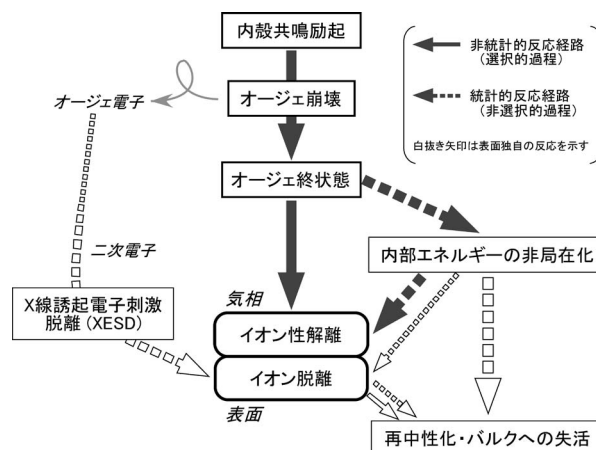 内殻共鳴励起
オージェ電子
オージェ崩壊
オージェ終状態
二次電子
内部エネルギーの非局在化
X線誘起電子刺激
脱離(XESD)
気相
イオン性解離
イオン脱離
表面
再中性化・バルクへの失活
非統計的反応経路
(選択的過程)
統計的反応経路
(非選択的過程)
白抜き矢印は表面独自の反応を示す